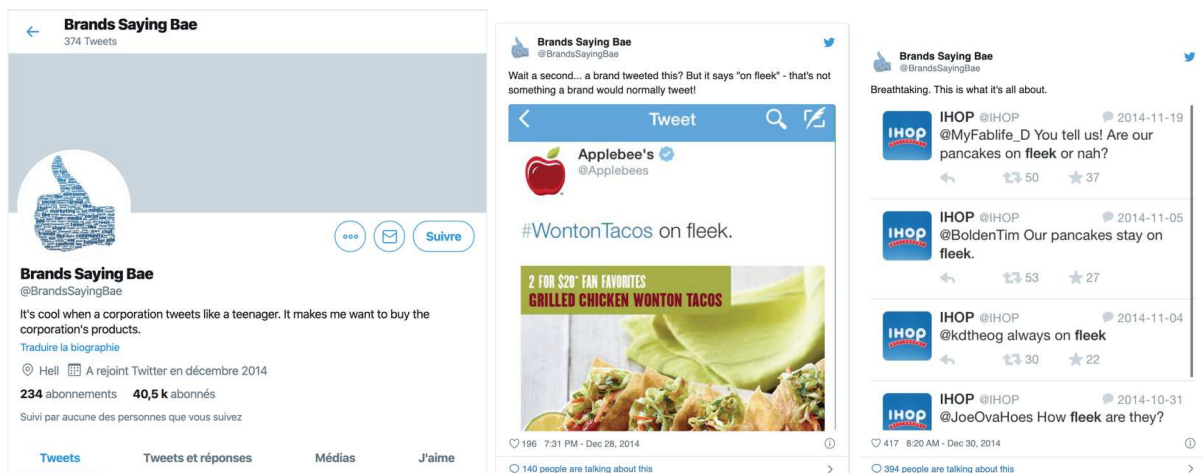 Brands Saying Bae
374 Tweets
Suivre
Brands Saying Bae
@BrandsSayingBae
It's cool when a corporation tweets like a teenager. It makes me want to buy the
corporation's products.
Traduire la biographie
Hell A rejoint Twitter en décembre 2014
234 abonnements 40,5 k abonnés
Suivi par aucune des personnes que vous suivez
Tweets Tweets et réponses Médias J'aime
Brands Saying Bae
@BrandsSayingBae
Wait a second... a brand tweeted this? But it says "on fleek" - that's not
something a brand would normally tweet!
Tweet
Applebee's
@Applebees
#WontonTacos on fleek.
2 FOR $20* FAN FAVORITES
GRILLED CHICKEN WONTON TACOS
196 7:31 PM - Dec 28, 2014
140 people are talking about this
Brands Saying Bae
@BrandsSayingBae
Breathtaking. This is what it's all about.
IHOP
IHOP @IHOP 2014-11-19
@MyFablife_D You tell us! Are our
pancakes on fleek or nah?
50 37
IHOP
IHOP @IHOP 2014-11-05
@BoldenTim Our pancakes stay on
fleek.
53 27
IHOP
IHOP @IHOP 2014-11-04
@kdtheog always on fleek
30 22
IHOP
IHOP @IHOP 2014-10-31
@JoeOvaHoes How fleek are they?
417 8:20 AM - Dec 30, 2014
394 people are talking about this